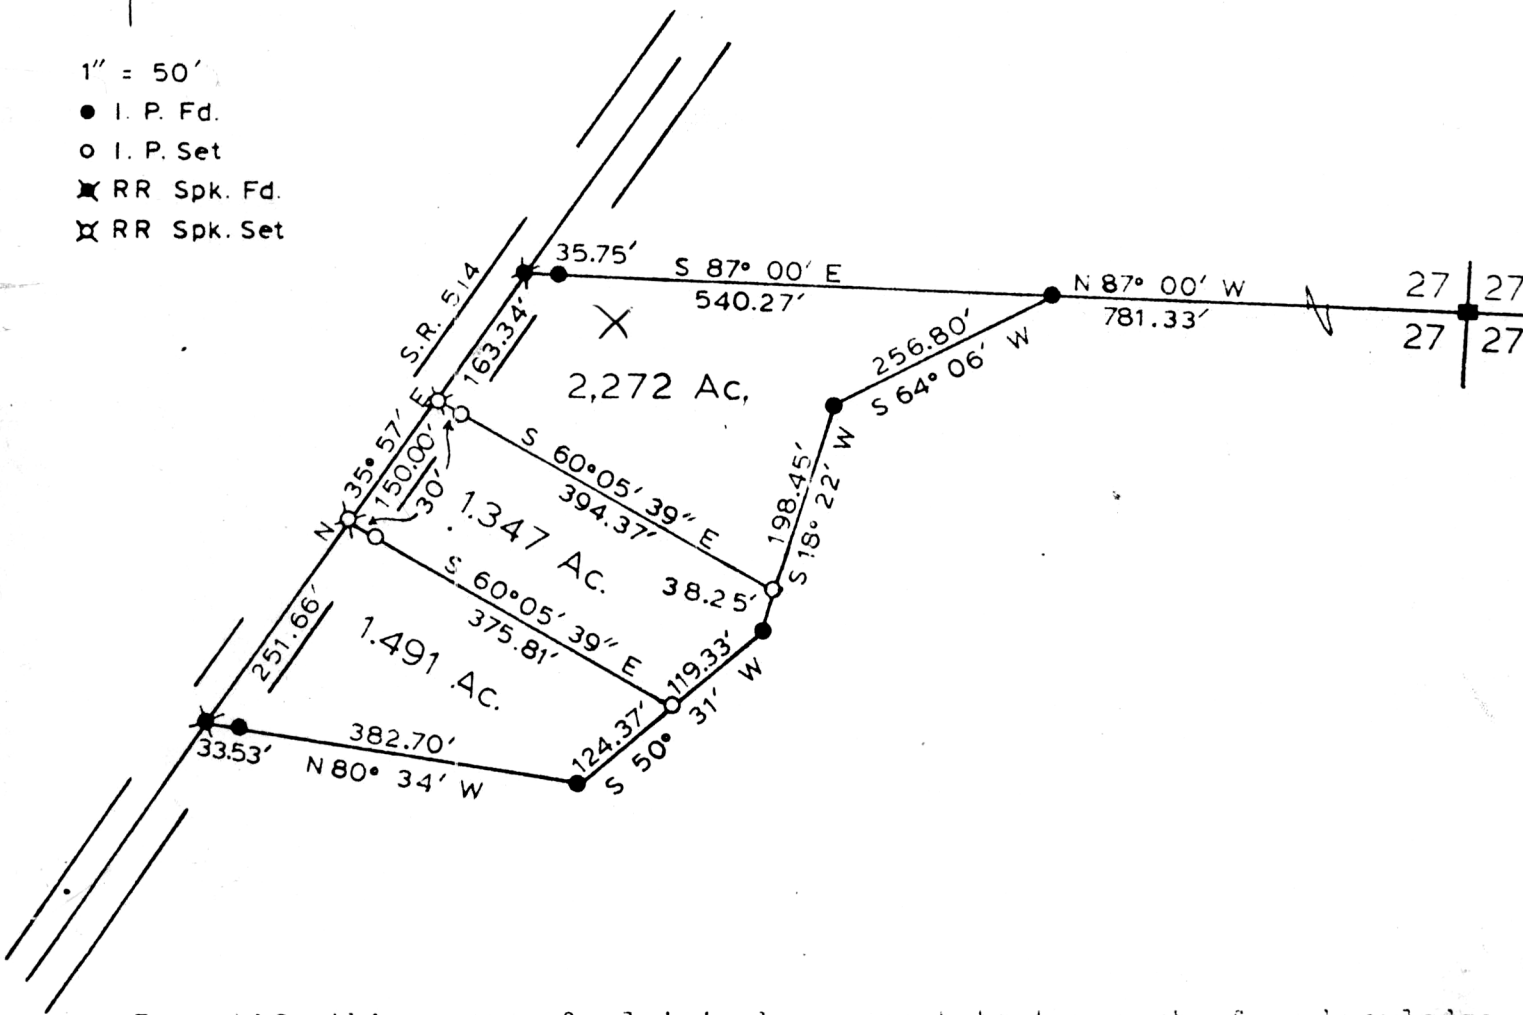 1" = 50'
I. P. Fd.
I. P. Set
RR Spk. Fd.
RR Spk. Set
S.R. 514
35.75'
S 87° 00' E
540.27'
N 87° 00' W
781.33'
27 27
27 27
163.34'
256.80'
S 64° 06' W
2,272 Ac,
N 35° 57' E
150.00'
30'
S 60°05' 39" E
394.37'
198.45'
S 18° 22' W
1.347 Ac.
38.25'
S 60°05' 39" E
375.81'
251.66'
1.491 Ac.
119.33'
124.37'
S 50° 31' W
33.53'
382.70'
N 80° 34' W